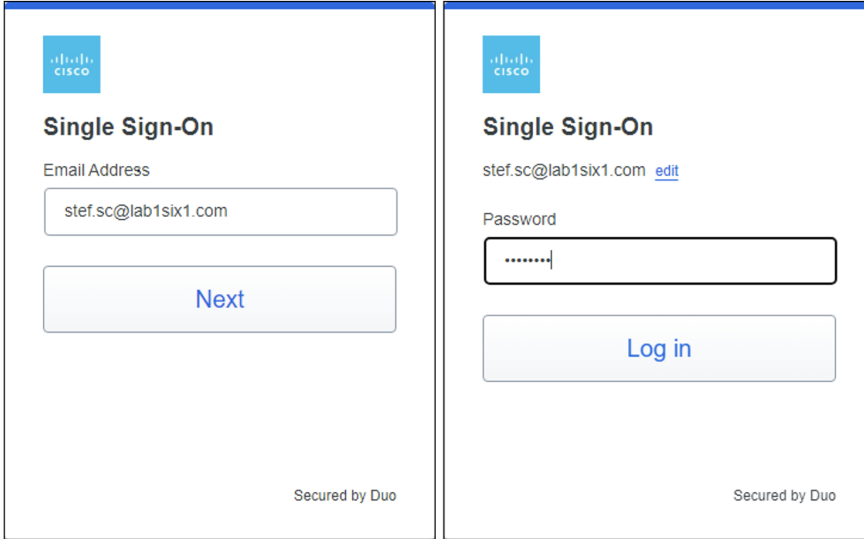 CISCO
Single Sign-On
Email Address
stef.sc@lab1six1.com
Next
Secured by Duo
CISCO
Single Sign-On
stef.sc@lab1six1.com edit
Password
••••••••
Log in
Secured by Duo